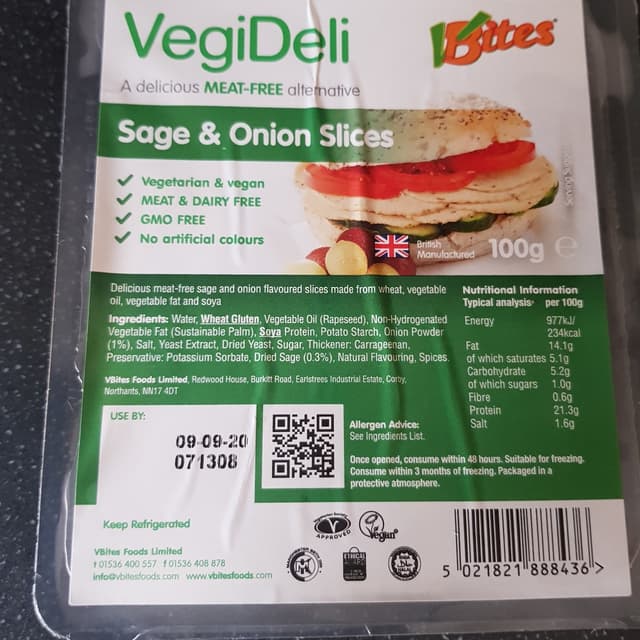 VegiDeli
VBites
A delicious MEAT-FREE alternative
Sage & Onion Slices
Vegetarian & vegan
MEAT & DAIRY FREE
GMO FREE
No artificial colours
British
Manufactured
100g e
Delicious meat-free sage and onion flavoured slices made from wheat, vegetable
oil, vegetable fat and soya
Ingredients: Water, Wheat Gluten, Vegetable Oil (Rapeseed), Non-Hydrogenated
Vegetable Fat (Sustainable Palm), Soya Protein, Potato Starch, Onion Powder
(1%), Salt, Yeast Extract, Dried Yeast, Sugar, Thickener: Carrageenan,
Preservative: Potassium Sorbate, Dried Sage (0.3%), Natural Flavouring, Spices.
VBites Foods Limited, Redwood House, Burkitt Road, Earlstrees Industrial Estate, Corby,
Northants, NN17 4DT
Nutritional Information
Typical analysis: per 100g
Energy 977kJ/
234kcal
Fat 14.1g
of which saturates 5.1g
Carbohydrate 5.2g
of which sugars 1.0g
Fibre 0.6g
Protein 21.3g
Salt 1.6g
USE BY:
09-09-20
071308
Allergen Advice:
See Ingredients List.
Once opened, consume within 48 hours. Suitable for freezing.
Consume within 3 months of freezing. Packaged in a
protective atmosphere.
Keep Refrigerated
APPROVED
Vegan
VBites Foods Limited
t 01536 400 557 f 01536 408 878
info@vbitesfoods.com www.vbitesfoods.com
ETHICAL
AWARD
5 021821 888436 >